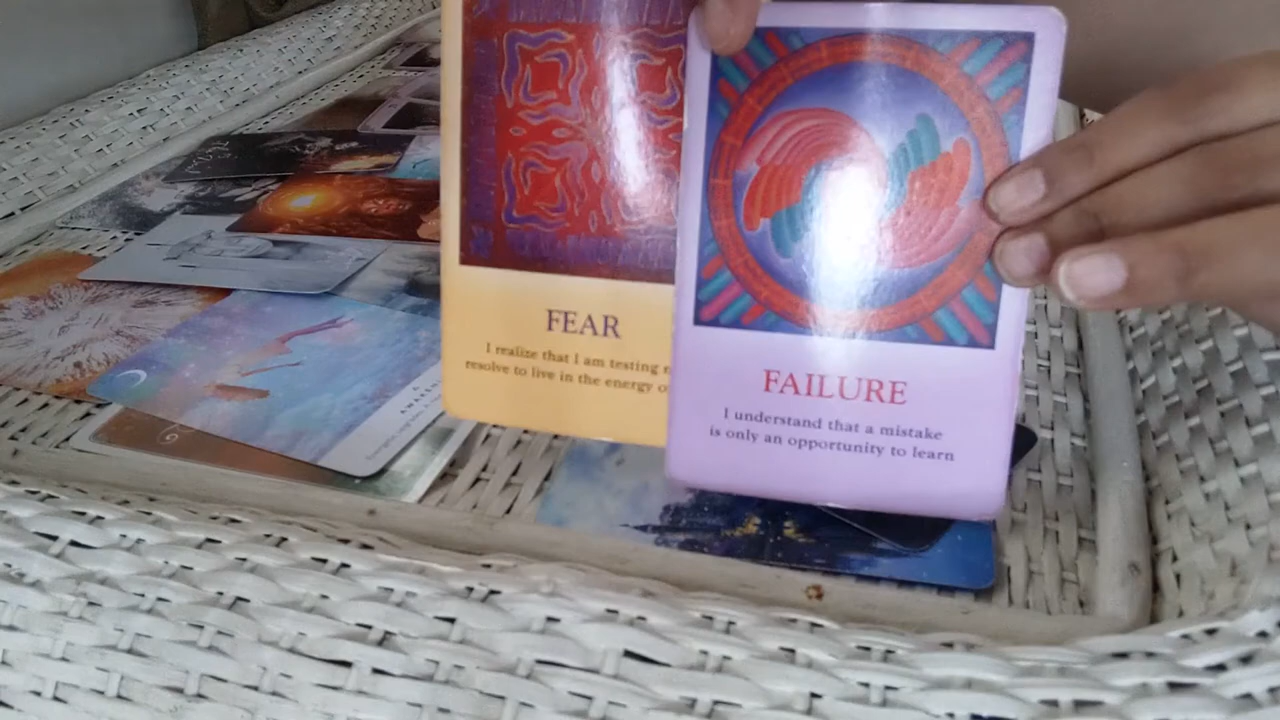 FEAR
I realize that I am testing
resolve to live in the energy
FAILURE
I understand that a mistake
is only an opportunity to learn